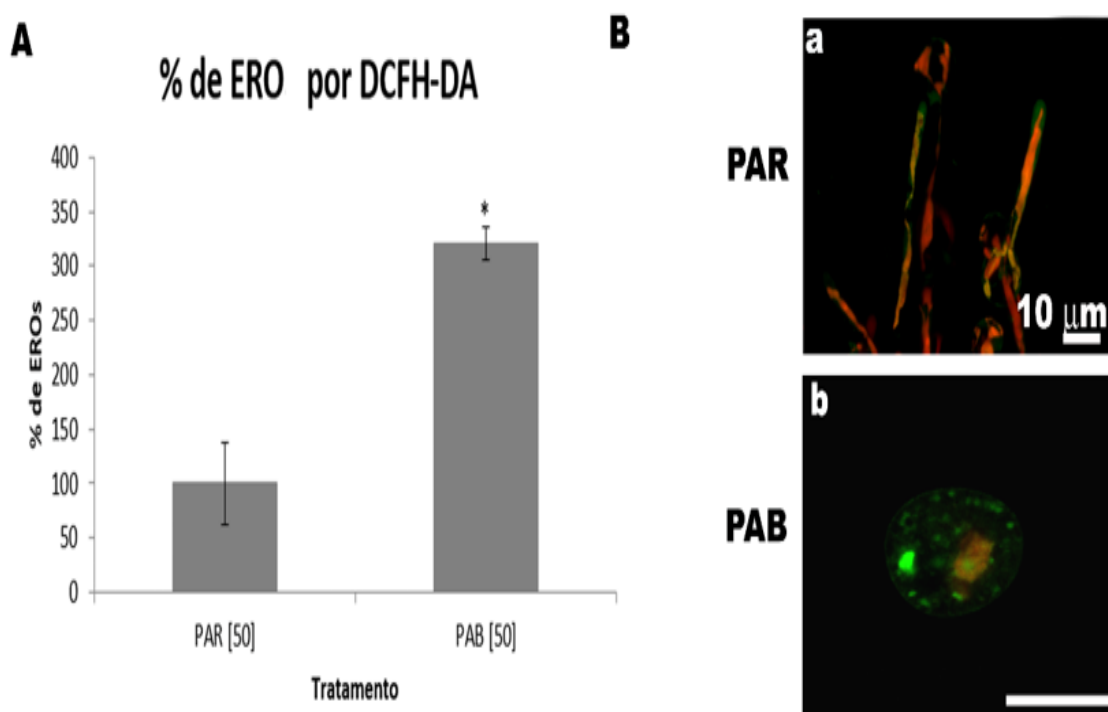 A
% de ERO por DCFH-DA
% de EROs
400
350
300
250
200
150
100
50
0
*
PAR [50]
PAB [50]
Tratamento
B
PAR
a
10 µm
PAB
b